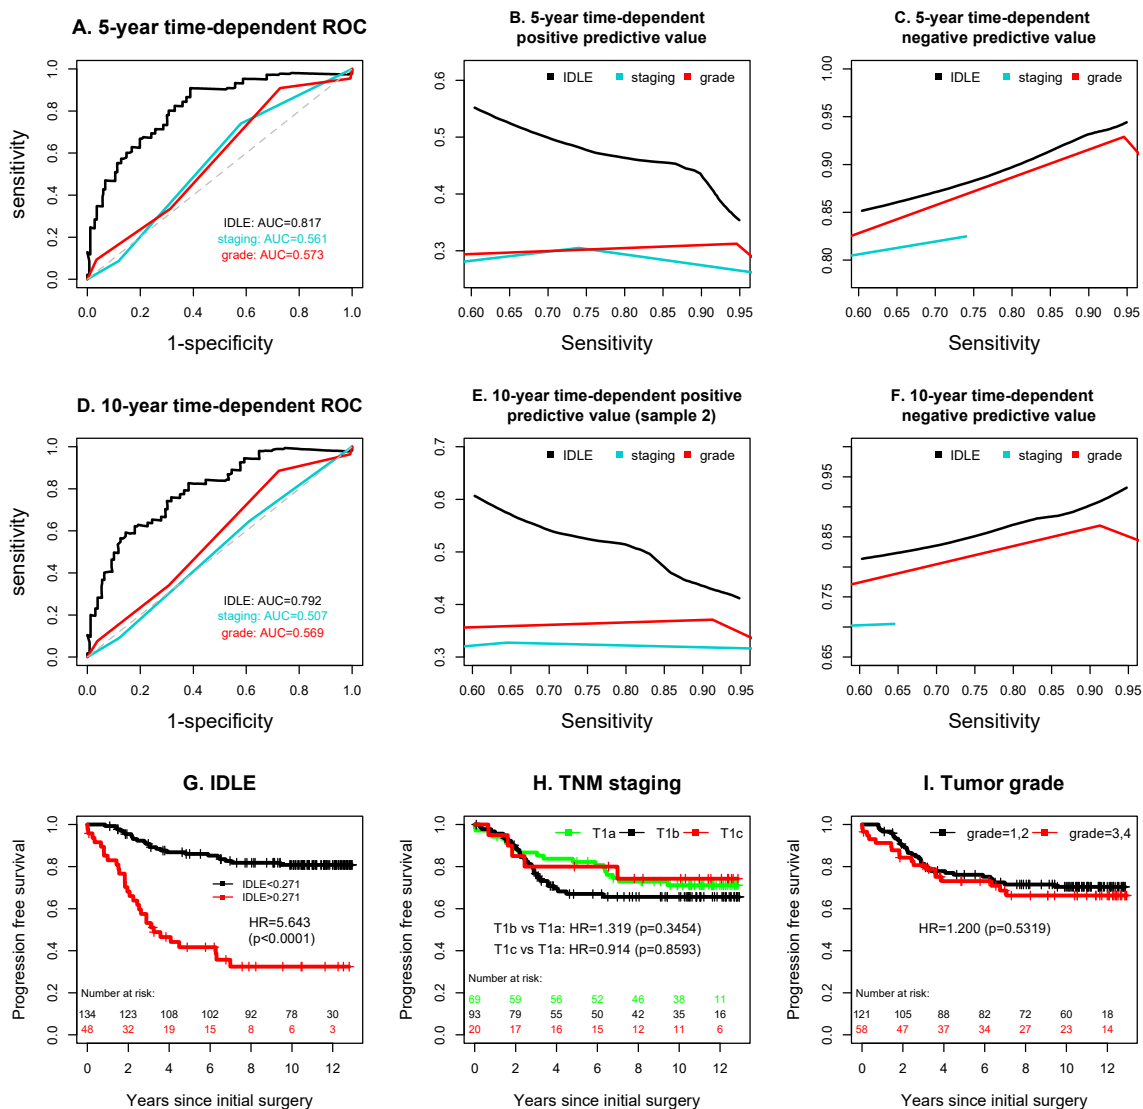 A. 5-year time-dependent ROC
sensitivity
0.0 0.2 0.4 0.6 0.8 1.0
IDLE: AUC=0.817
staging: AUC=0.561
grade: AUC=0.573
0.0 0.2 0.4 0.6 0.8 1.0
1-specificity
B. 5-year time-dependent
positive predictive value
IDLE staging grade
0.3 0.4 0.5 0.6
0.60 0.65 0.70 0.75 0.80 0.85 0.90 0.95
Sensitivity
C. 5-year time-dependent
negative predictive value
IDLE staging grade
0.80 0.85 0.90 0.95 1.00
0.60 0.65 0.70 0.75 0.80 0.85 0.90 0.95
Sensitivity
D. 10-year time-dependent ROC
sensitivity
0.0 0.2 0.4 0.6 0.8 1.0
IDLE: AUC=0.792
staging: AUC=0.507
grade: AUC=0.569
0.0 0.2 0.4 0.6 0.8 1.0
1-specificity
E. 10-year time-dependent positive
predictive value (sample 2)
IDLE staging grade
0.3 0.4 0.5 0.6 0.7
0.60 0.65 0.70 0.75 0.80 0.85 0.90 0.95
Sensitivity
F. 10-year time-dependent
negative predictive value
IDLE staging grade
0.65 0.75 0.85 0.95
0.60 0.65 0.70 0.75 0.80 0.85 0.90 0.95
Sensitivity
G. IDLE
Progression free survival
0.0 0.2 0.4 0.6 0.8 1.0
IDLE<0.271
IDLE>0.271
HR=5.643
(p<0.0001)
Number at risk:
134 123 108 102 92 78 30
48 32 19 15 8 6 3
0 2 4 6 8 10 12
Years since initial surgery
H. TNM staging
Progression free survival
0.0 0.2 0.4 0.6 0.8 1.0
T1a T1b T1c
T1b vs T1a: HR=1.319 (p=0.3454)
T1c vs T1a: HR=0.914 (p=0.8593)
Number at risk:
69 59 56 52 46 38 11
93 79 55 50 42 35 16
20 17 16 15 12 11 6
0 2 4 6 8 10 12
Years since initial surgery
I. Tumor grade
Progression free survival
0.0 0.2 0.4 0.6 0.8 1.0
grade=1,2 grade=3,4
HR=1.200 (p=0.5319)
Number at risk:
121 105 88 82 72 60 18
58 47 37 34 27 23 14
0 2 4 6 8 10 12
Years since initial surgery